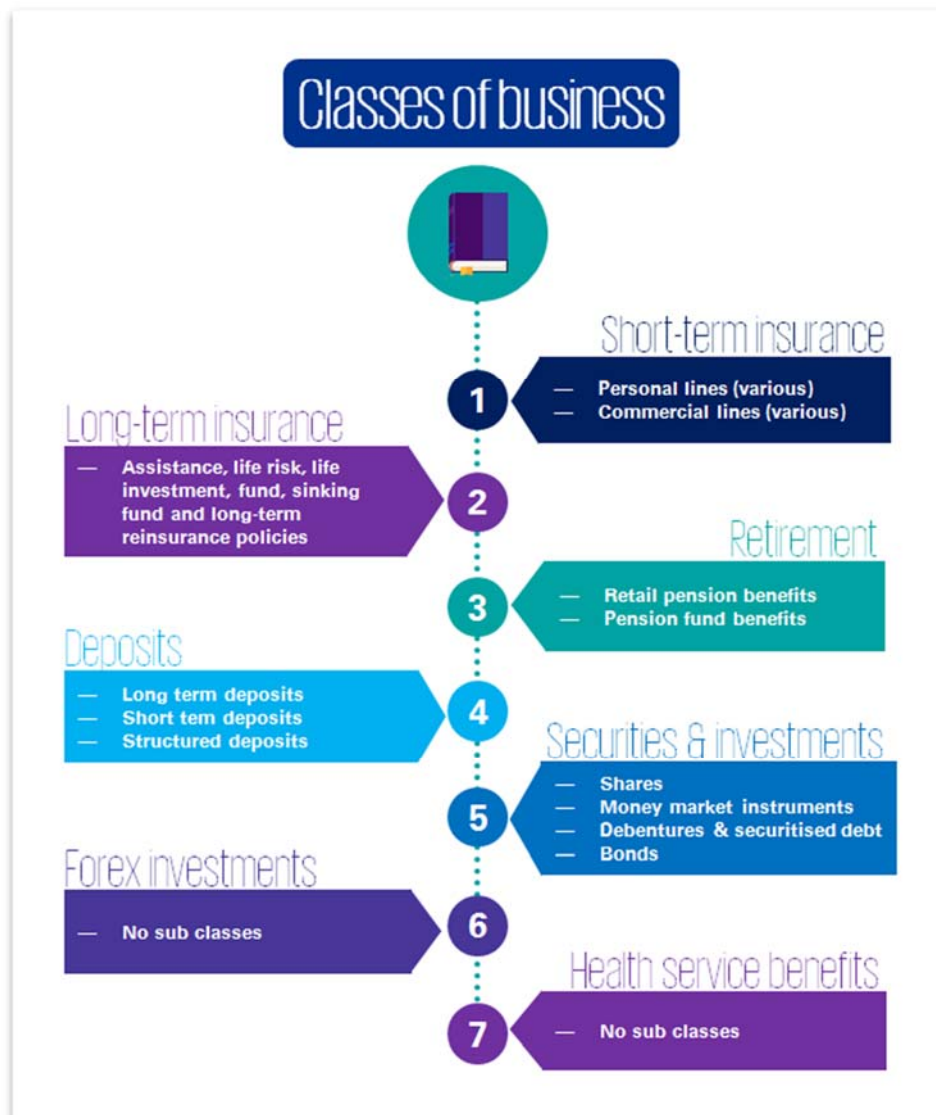 Classes of business
Short-term insurance
1
— Personal lines (various)
— Commercial lines (various)
Long-term insurance
— Assistance, life risk, life
investment, fund, sinking
fund and long-term
reinsurance policies
2
Retirement
3
— Retail pension benefits
— Pension fund benefits
Deposits
— Long term deposits
— Short tem deposits
— Structured deposits
4
Securities & investments
5
— Shares
— Money market instruments
— Debentures & securitised debt
— Bonds
Forex investments
— No sub classes
6
Health service benefits
7
— No sub classes